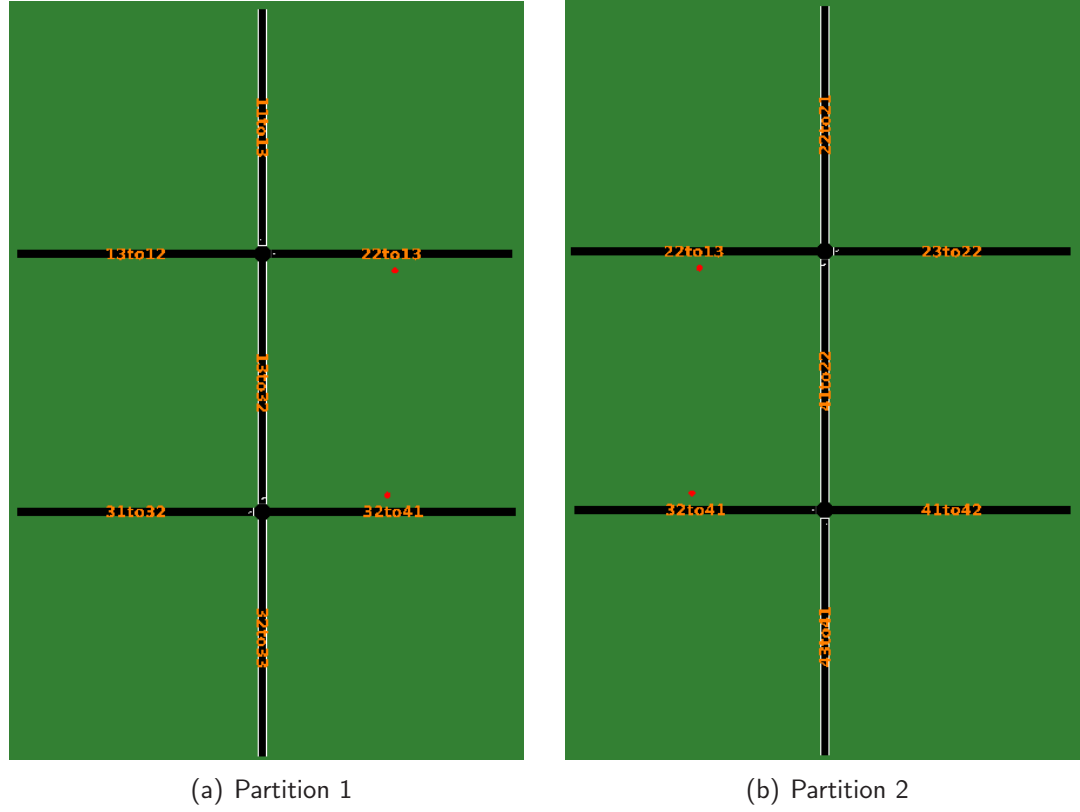 11to13
13to12
22to13
13to32
31to32
32to41
32to33
(a) Partition 1
22to21
22to13
23to22
41to22
32to41
41to42
43to41
(b) Partition 2